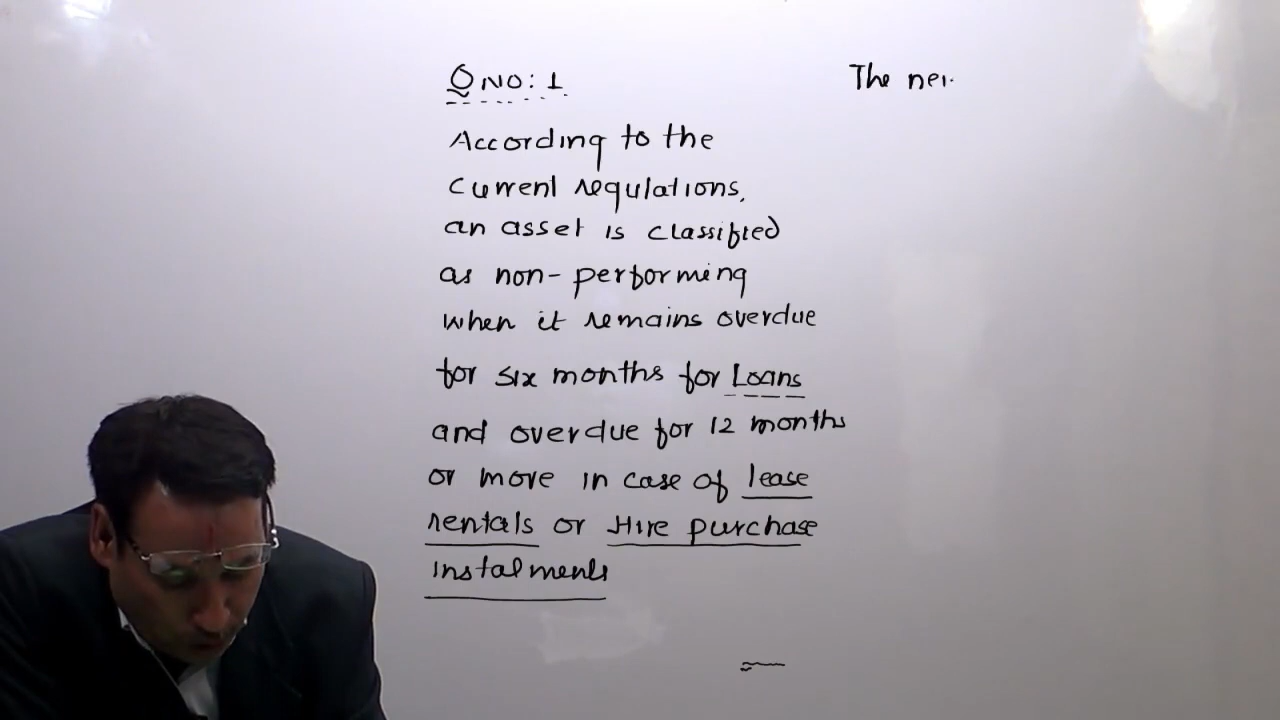 Q NO: 1
According to the
current regulations,
an asset is classified
as non-performing
when it remains overdue
for six months for Loans
and overdue for 12 months
or more in case of lease
rentals or Hire purchase
instalments
The